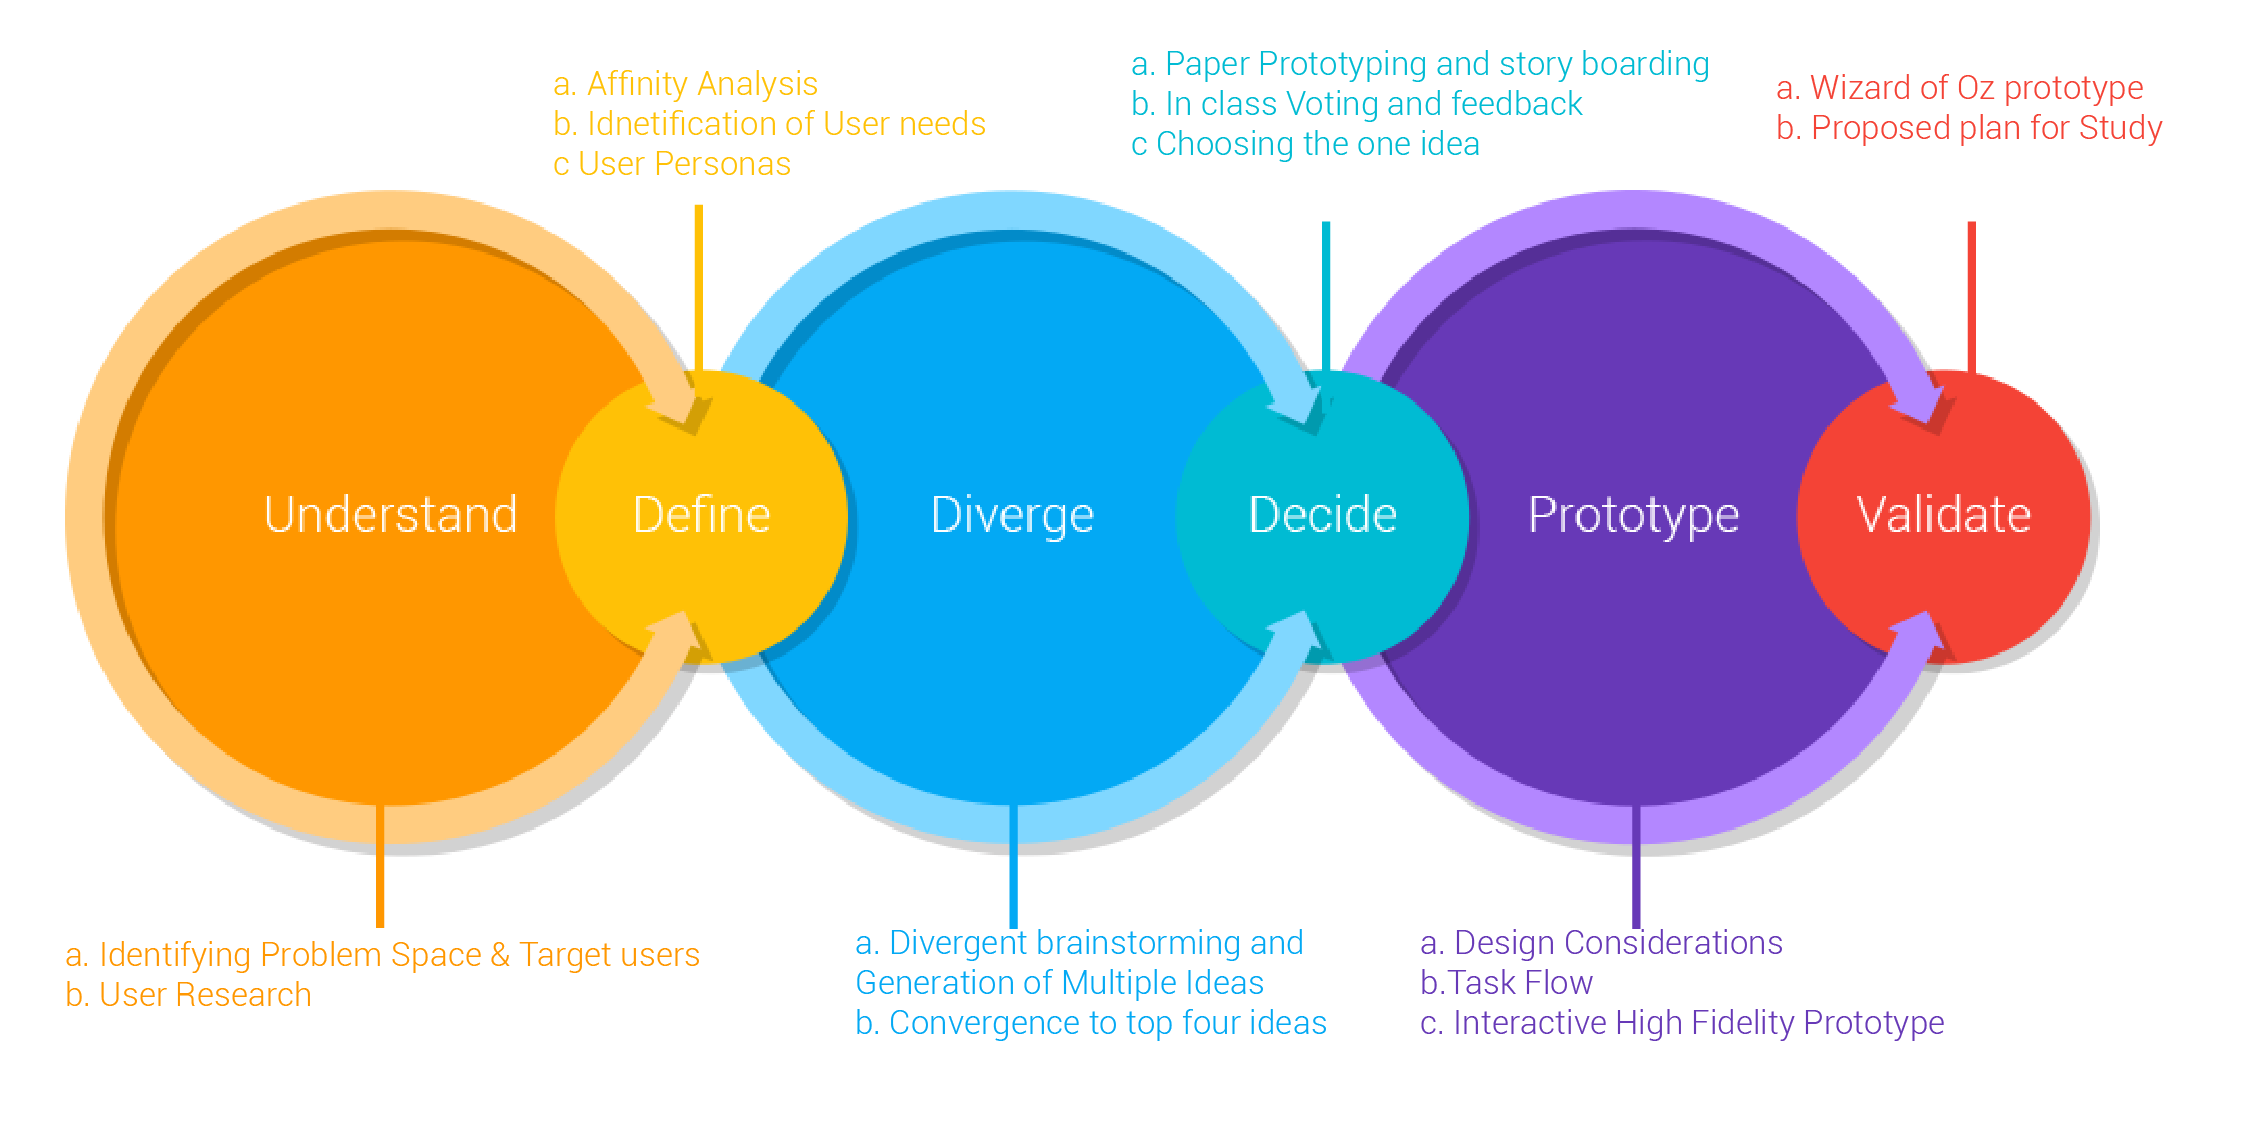 a. Affinity Analysis
b. Idnetification of User needs
c User Personas
a. Paper Prototyping and story boarding
b. In class Voting and feedback
c Choosing the one idea
a. Wizard of Oz prototype
b. Proposed plan for Study
Understand
Define
Diverge
Decide
Prototype
Validate
a. Identifying Problem Space & Target users
b. User Research
a. Divergent brainstorming and
Generation of Multiple Ideas
b. Convergence to top four ideas
a. Design Considerations
b.Task Flow
c. Interactive High Fidelity Prototype